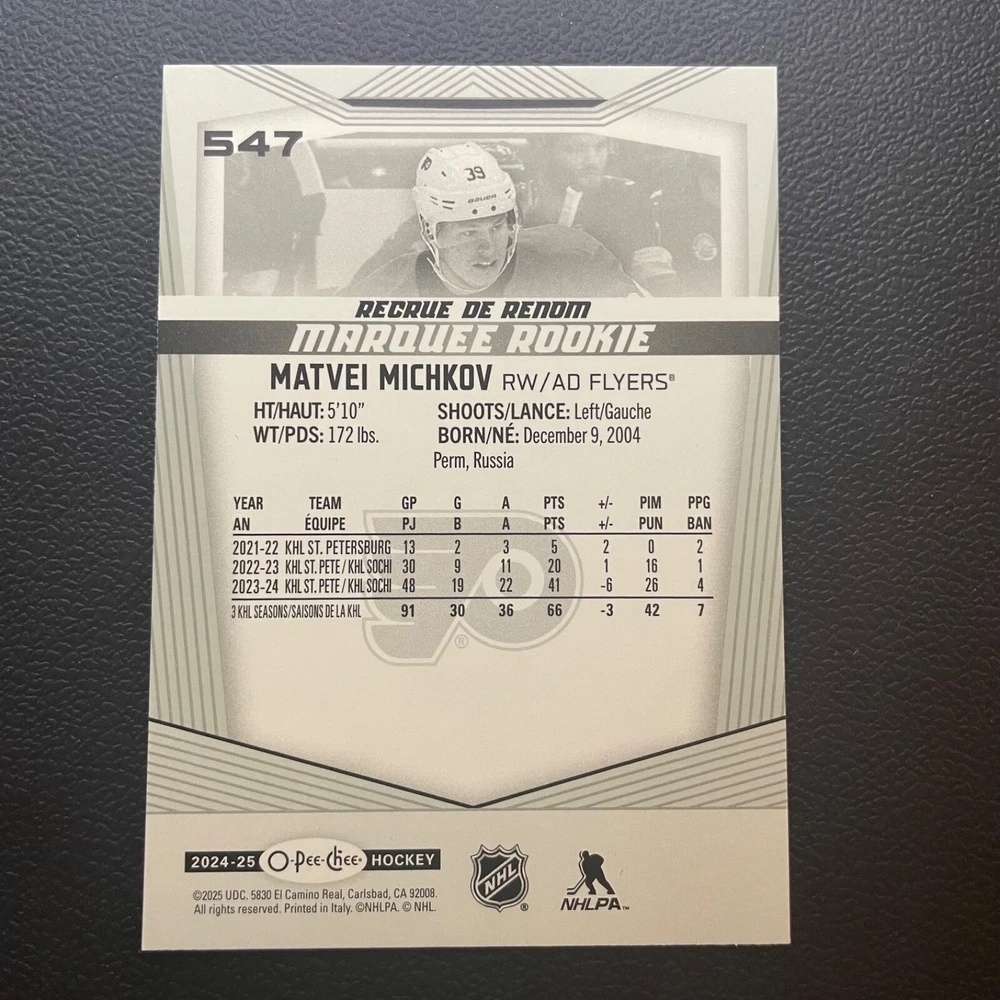 547
39
BAUER
RECRUE DE RENOM
MARQUEE ROOKIE
MATVEI MICHKOV RW/AD FLYERS®
HT/HAUT: 5'10" SHOOTS/LANCE: Left/Gauche
WT/PDS: 172 lbs. BORN/NÉ: December 9, 2004
Perm, Russia
YEAR TEAM GP G A PTS +/- PIM PPG
AN ÉQUIPE PJ B A PTS +/- PUN BAN
2021-22 KHL ST. PETERSBURG 13 2 3 5 2 0 2
2022-23 KHL ST. PETE / KHL SOCHI 30 9 11 20 1 16 1
2023-24 KHL ST. PETE / KHL SOCHI 48 19 22 41 -6 26 4
3 KHL SEASONS/SAISONS DE LA KHL 91 30 36 66 -3 42 7
®
2024-25 O-Pee-Chee® HOCKEY
NHL ®
NHLPA™
©2025 UDC. 5830 El Camino Real, Carlsbad, CA 92008.
All rights reserved. Printed in Italy. ©NHLPA. © NHL.